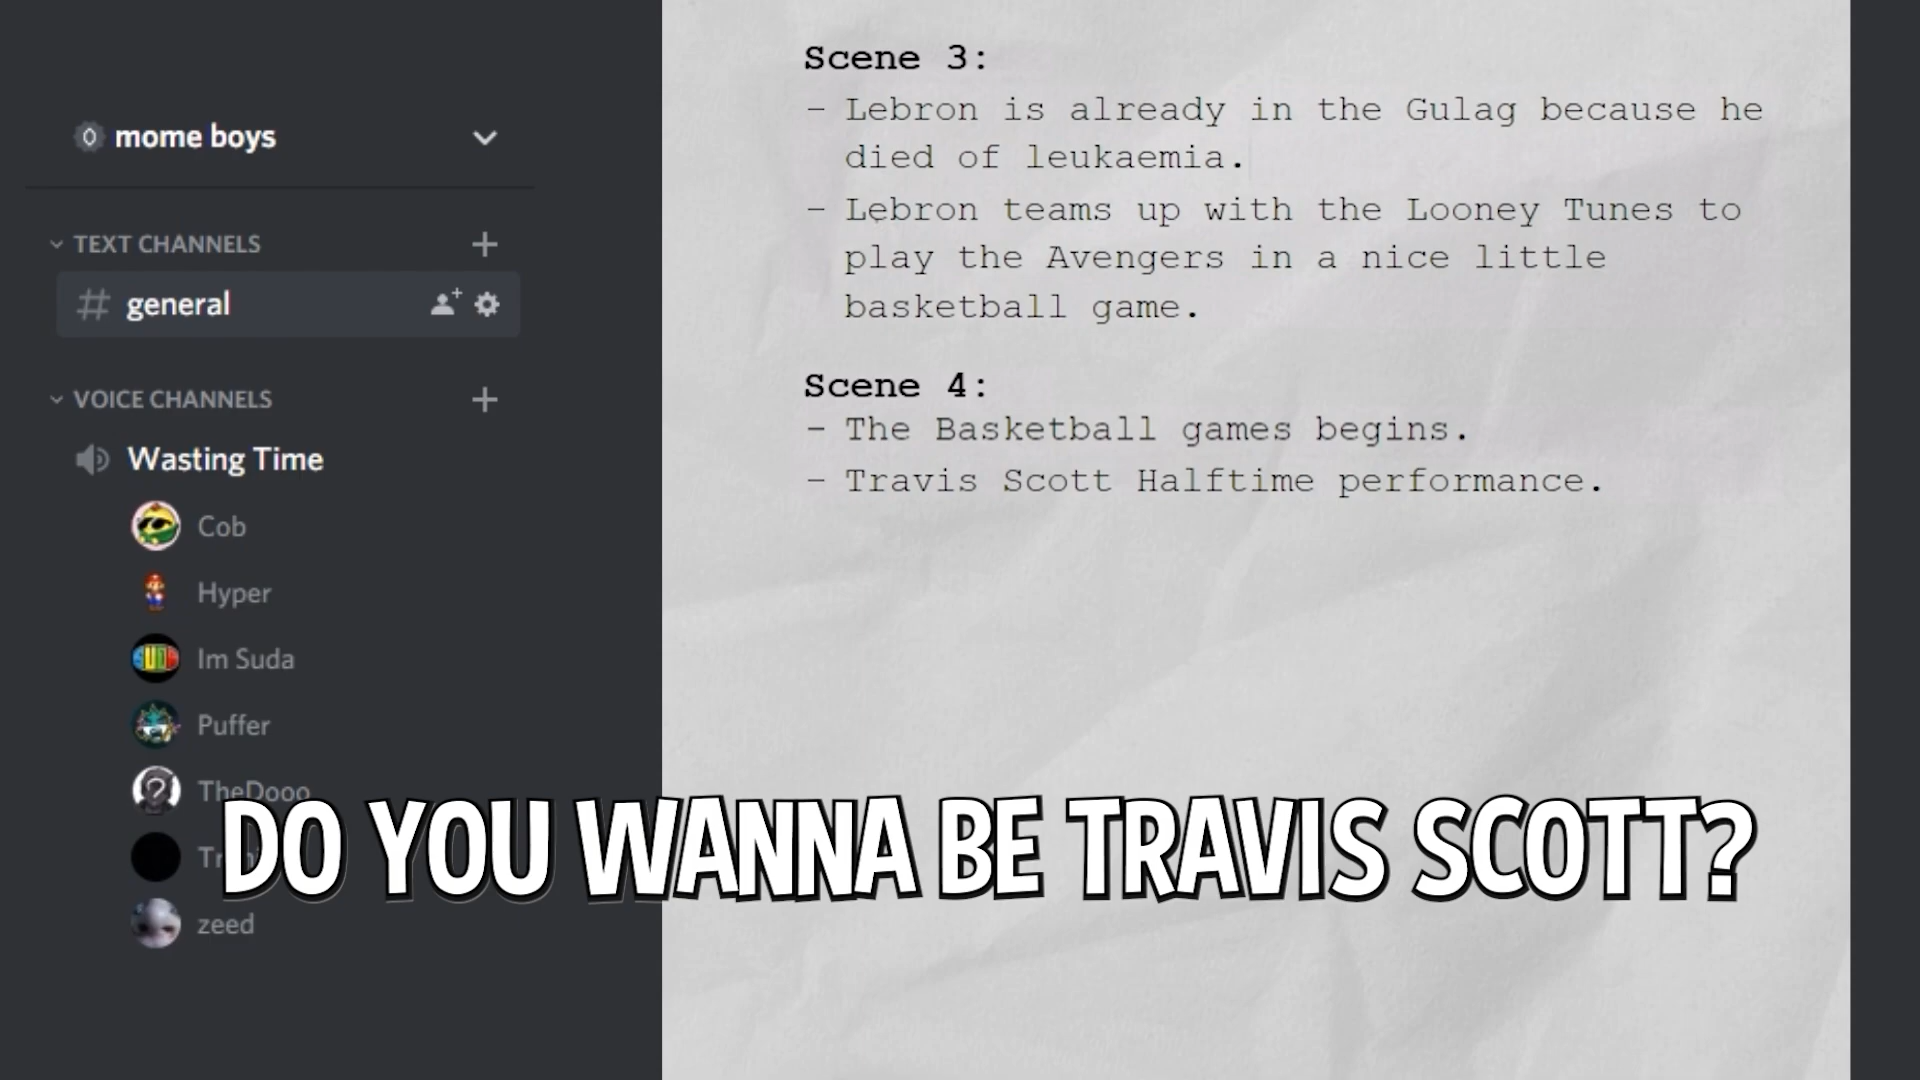 mome boys
TEXT CHANNELS
general
VOICE CHANNELS
Wasting Time
Cob
Hyper
Im Suda
Puffer
TheDooo
zeed
Scene 3:
- Lebron is already in the Gulag because he
died of leukaemia.
- Lebron teams up with the Looney Tunes to
play the Avengers in a nice little
basketball game.
Scene 4:
- The Basketball games begins.
- Travis Scott Halftime performance.
DO YOU WANNA BE TRAVIS SCOTT?